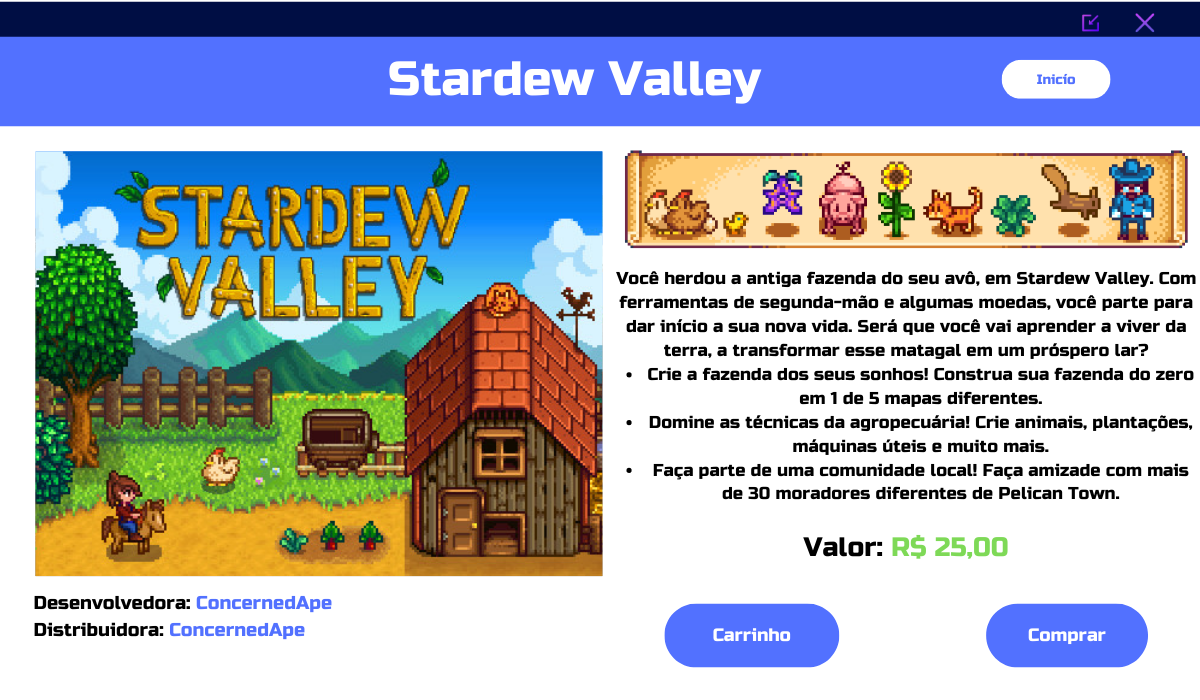 Stardew Valley
Inicío
STARDEW
VALLEY
Você herdou a antiga fazenda do seu avô, em Stardew Valley. Com
ferramentas de segunda-mão e algumas moedas, você parte para
dar início a sua nova vida. Será que você vai aprender a viver da
terra, a transformar esse matagal em um próspero lar?
• Crie a fazenda dos seus sonhos! Construa sua fazenda do zero
em 1 de 5 mapas diferentes.
• Domine as técnicas da agropecuária! Crie animais, plantações,
máquinas úteis e muito mais.
• Faça parte de uma comunidade local! Faça amizade com mais
de 30 moradores diferentes de Pelican Town.
Valor: R$ 25,00
Desenvolvedora: ConcernedApe
Distribuidora: ConcernedApe
Carrinho
Comprar